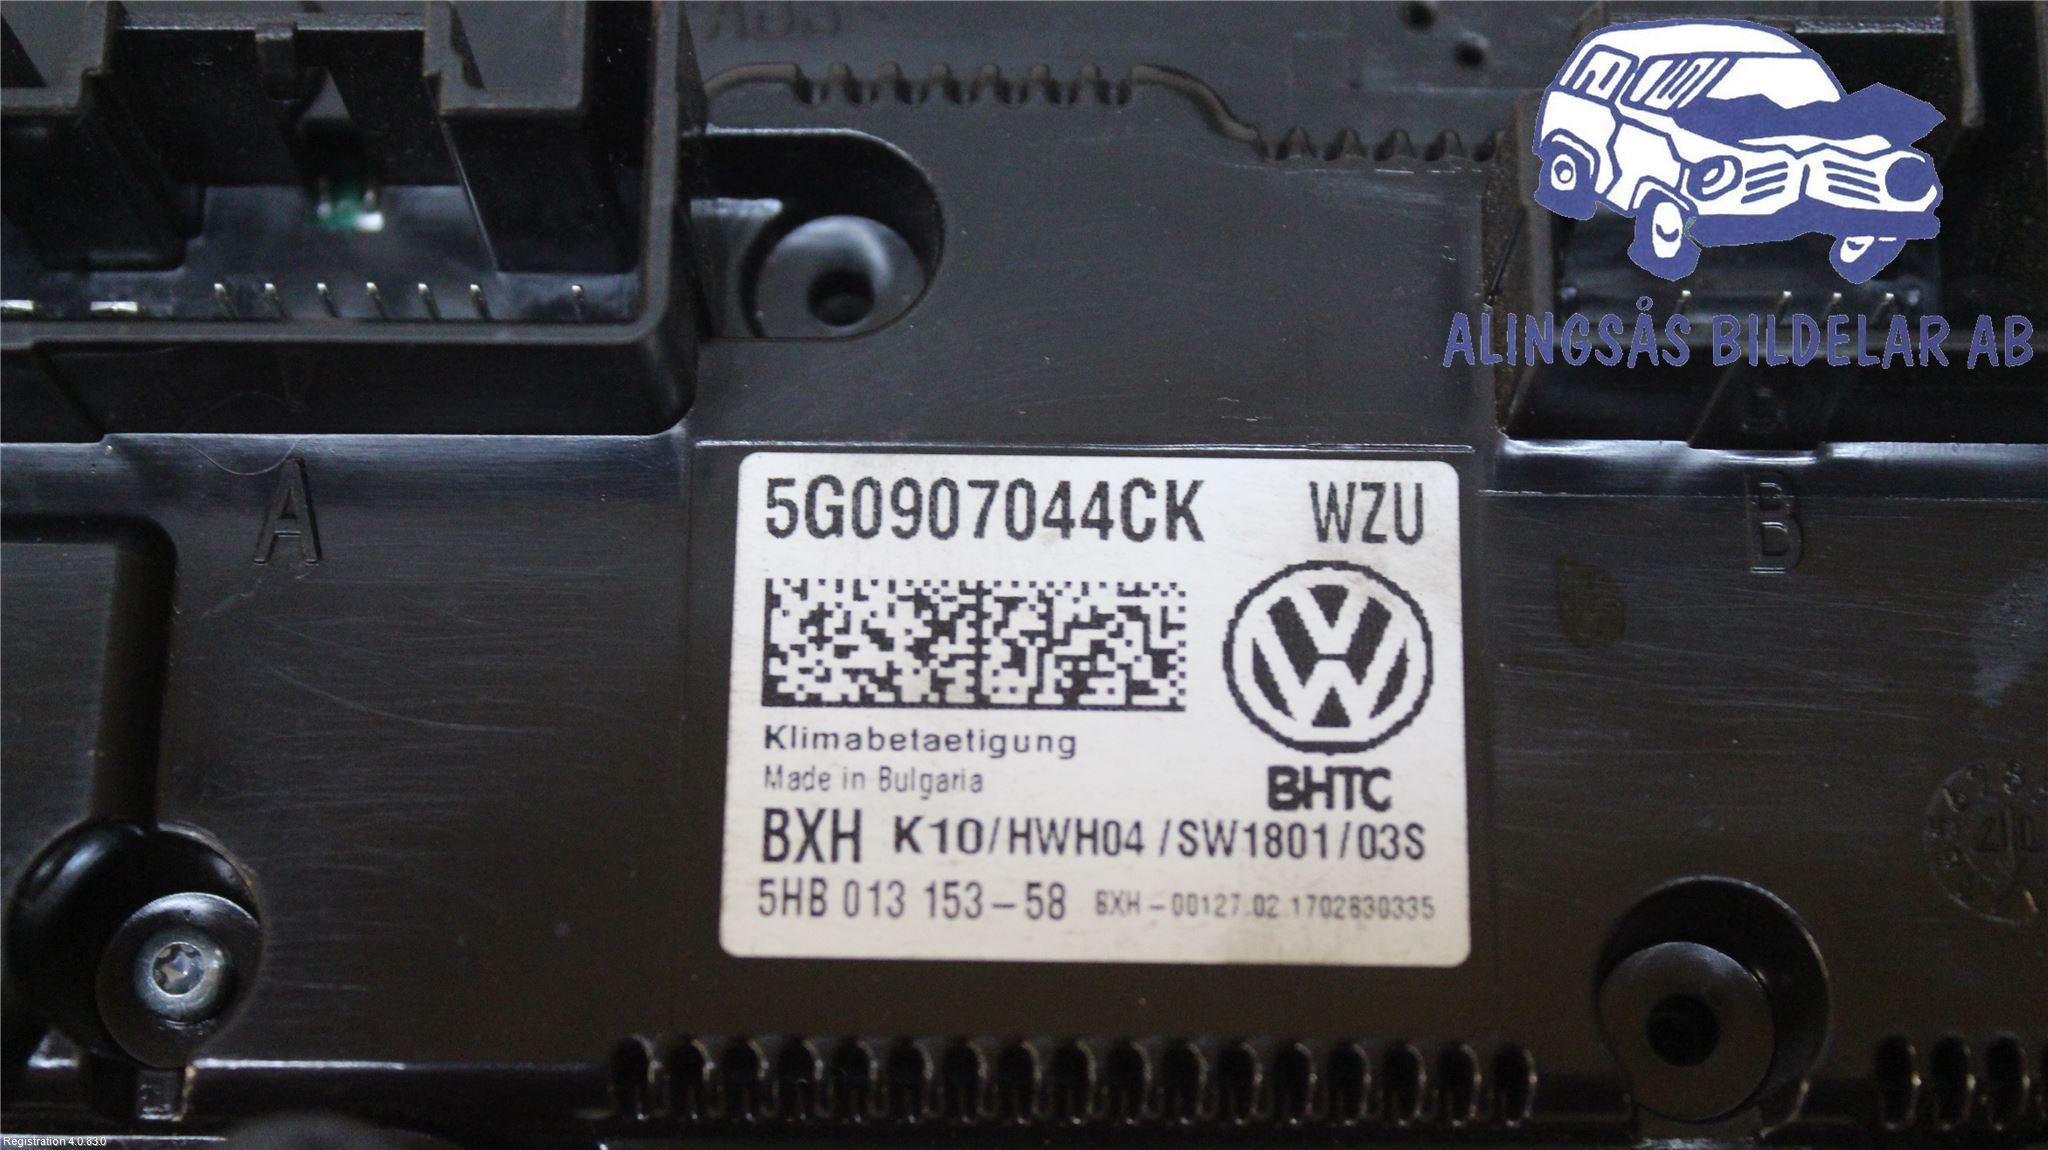 ALINGSÅS BILDELAR AB
A
B
5G0907044CK WZU
Klimabetaetigung
Made in Bulgaria
BHTC
BXH K10/HWH04/SW1801/03S
5HB 013 153-58 BXH-00127.02 1702830335
Registration 4.0.83.0